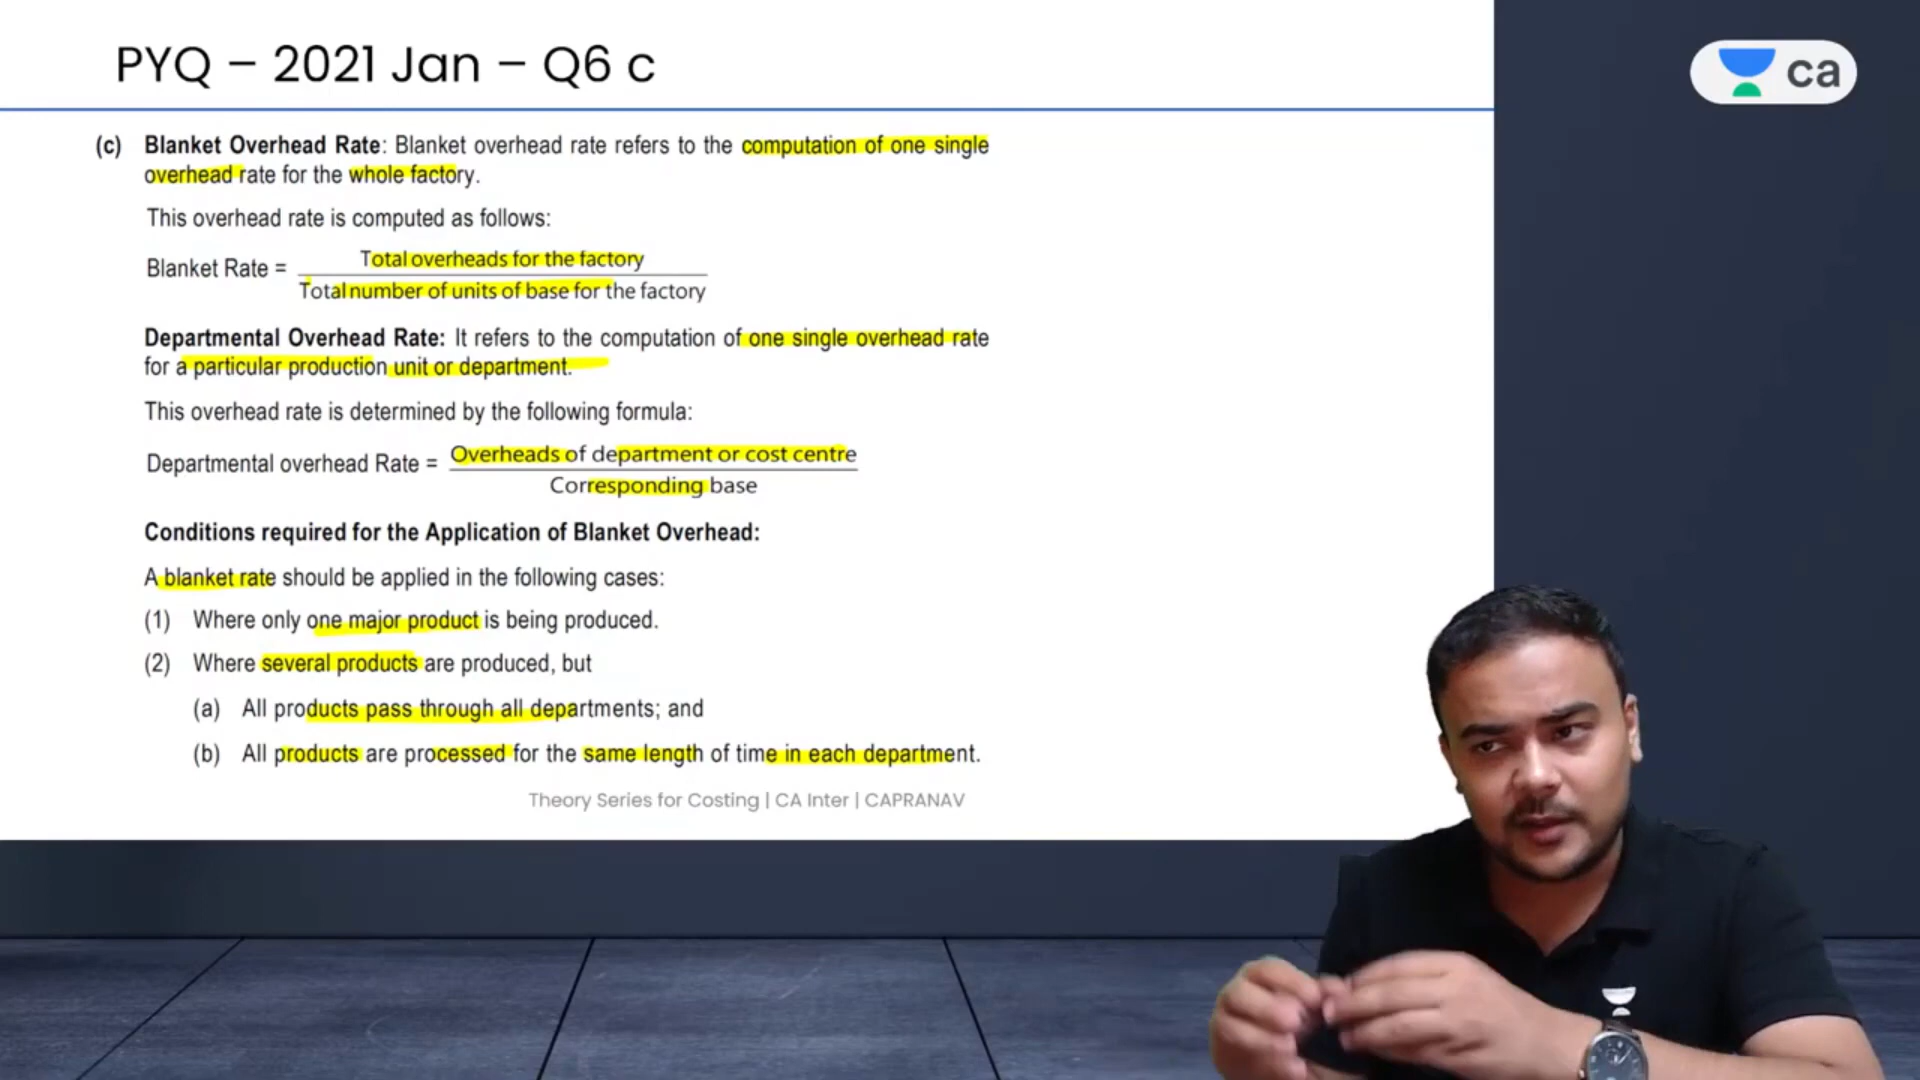 PYQ – 2021 Jan – Q6 c
ca
(c) Blanket Overhead Rate: Blanket overhead rate refers to the computation of one single
overhead rate for the whole factory.
This overhead rate is computed as follows:
Blanket Rate = Total overheads for the factory
Total number of units of base for the factory
Departmental Overhead Rate: It refers to the computation of one single overhead rate
for a particular production unit or department.
This overhead rate is determined by the following formula:
Departmental overhead Rate = Overheads of department or cost centre
Corresponding base
Conditions required for the Application of Blanket Overhead:
A blanket rate should be applied in the following cases:
(1) Where only one major product is being produced.
(2) Where several products are produced, but
(a) All products pass through all departments; and
(b) All products are processed for the same length of time in each department.
Theory Series for Costing | CA Inter | CAPRANAV